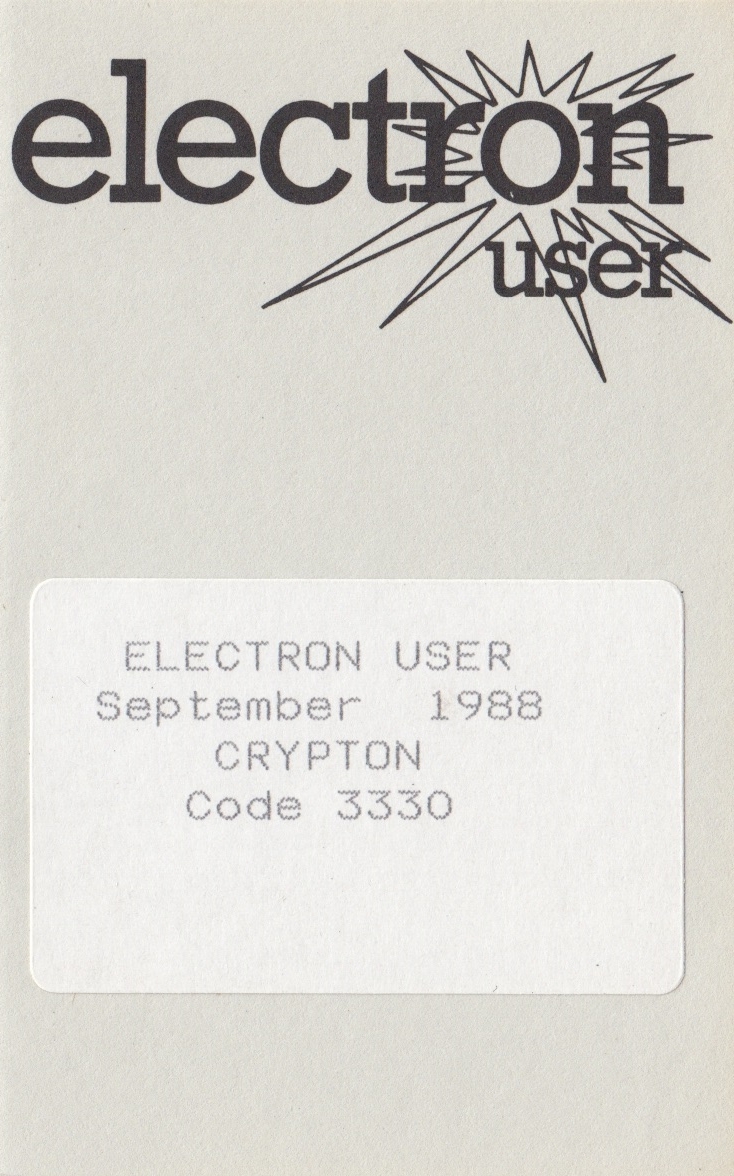 electron
user
ELECTRON USER
September 1988
CRYPTON
Code 3330